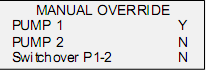 MANUAL OVERRIDE
PUMP 1 Y
PUMP 2 N
Switchover P1-2 N